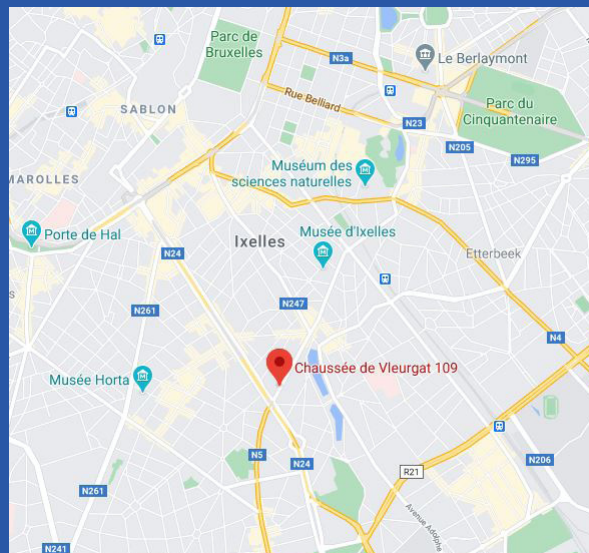 Parc de
Bruxelles
N3a
Le Berlaymont
Rue Belliard
SABLON
Parc du
Cinquantenaire
N23
N205
N295
Muséum des
sciences naturelles
MAROLLES
Porte de Hal
Ixelles
Musée d'Ixelles
N24
Etterbeek
N247
N261
N4
Chaussée de Vleurgat 109
Musée Horta
N5
N24
N206
R21
N261
Avenue Adolphe
N241